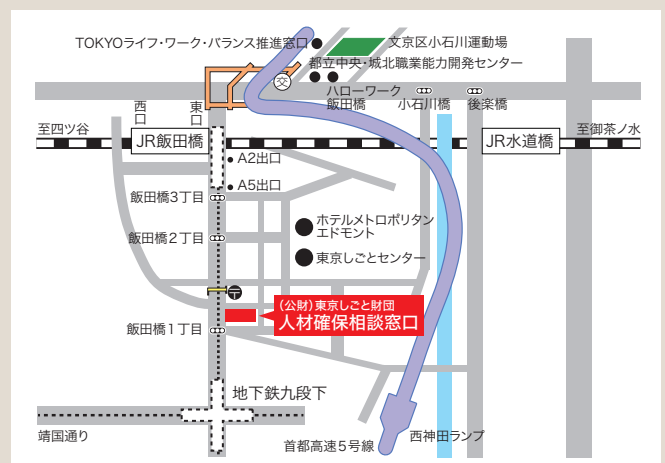 TOKYOライフ・ワーク・バランス推進窓口
文京区小石川運動場
都立中央・城北職業能力開発センター
交
ハローワーク
飯田橋
小石川橋
後楽橋
西口
東口
至四ツ谷
JR飯田橋
JR水道橋
至御茶ノ水
A2出口
A5出口
飯田橋3丁目
ホテルメトロポリタン
エドモント
飯田橋2丁目
東京しごとセンター
〒
(公財)東京しごと財団
人材確保相談窓口
飯田橋1丁目
地下鉄九段下
靖国通り
首都高速5号線
西神田ランプ